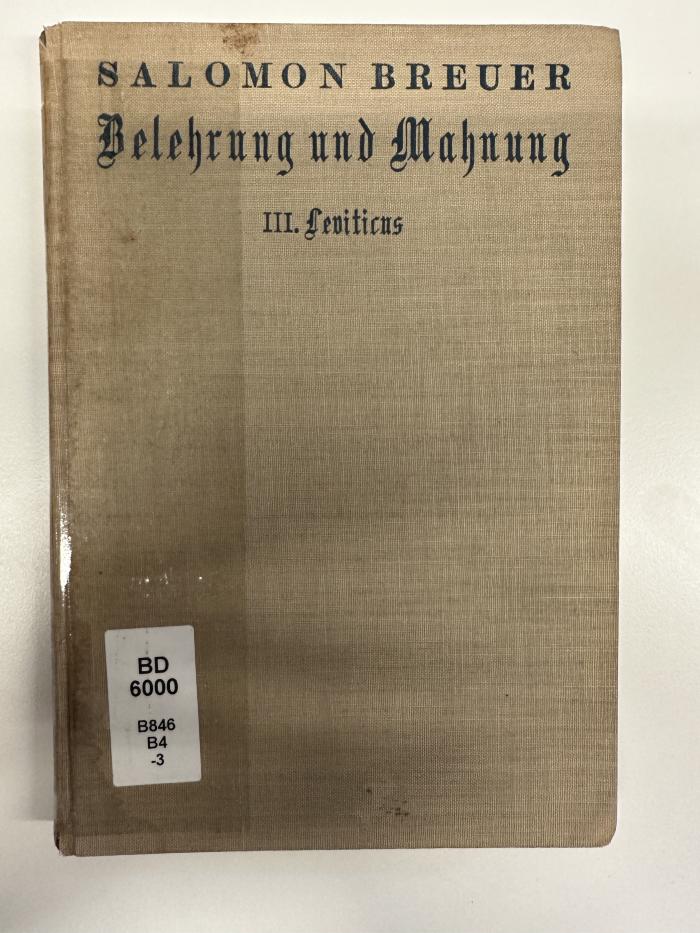 SALOMON BREUER
Belehrung und Mahnung
III. Leviticus
BD
6000
B846
B4
-3